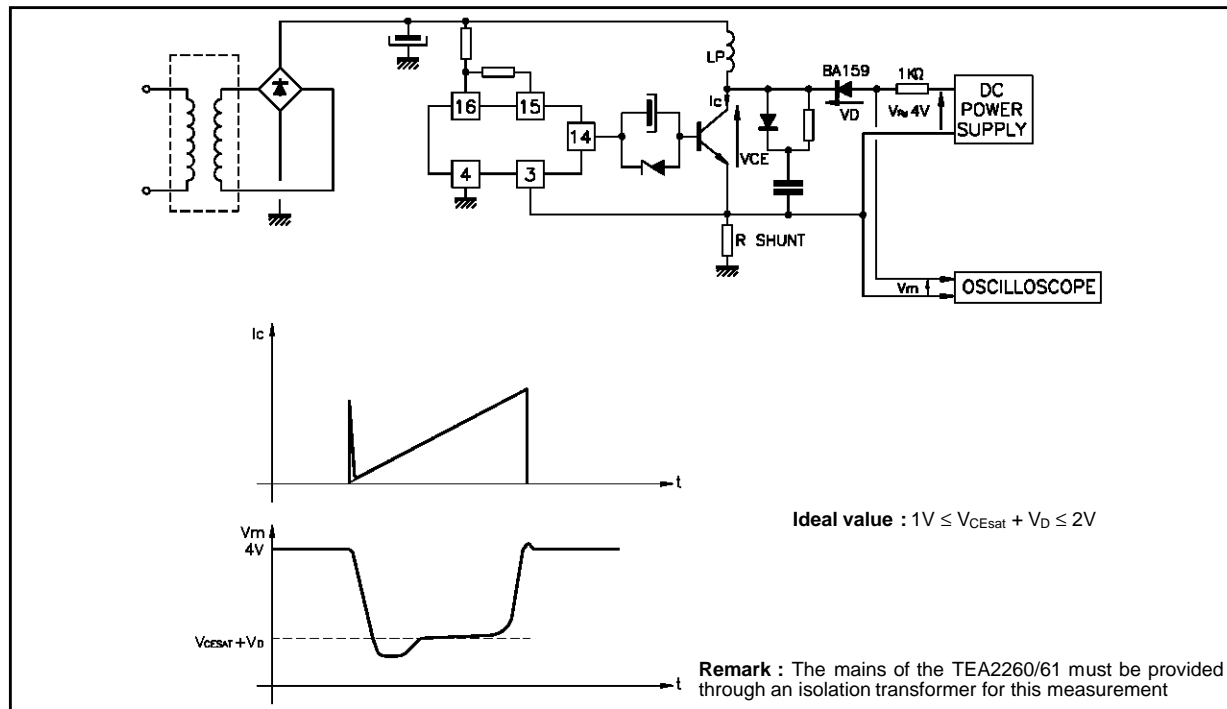 LP
BA159
1KΩ
DC
POWER
SUPPLY
Ic
VD
4V
16
15
14
VCE
4
3
R SHUNT
Vm
OSCILLOSCOPE
Ic
t
Ideal value : 1V ≤ VCEsat + VD ≤ 2V
Vm
4V
VCESAT+VD
t
Remark : The mains of the TEA2260/61 must be provided
through an isolation transformer for this measurement